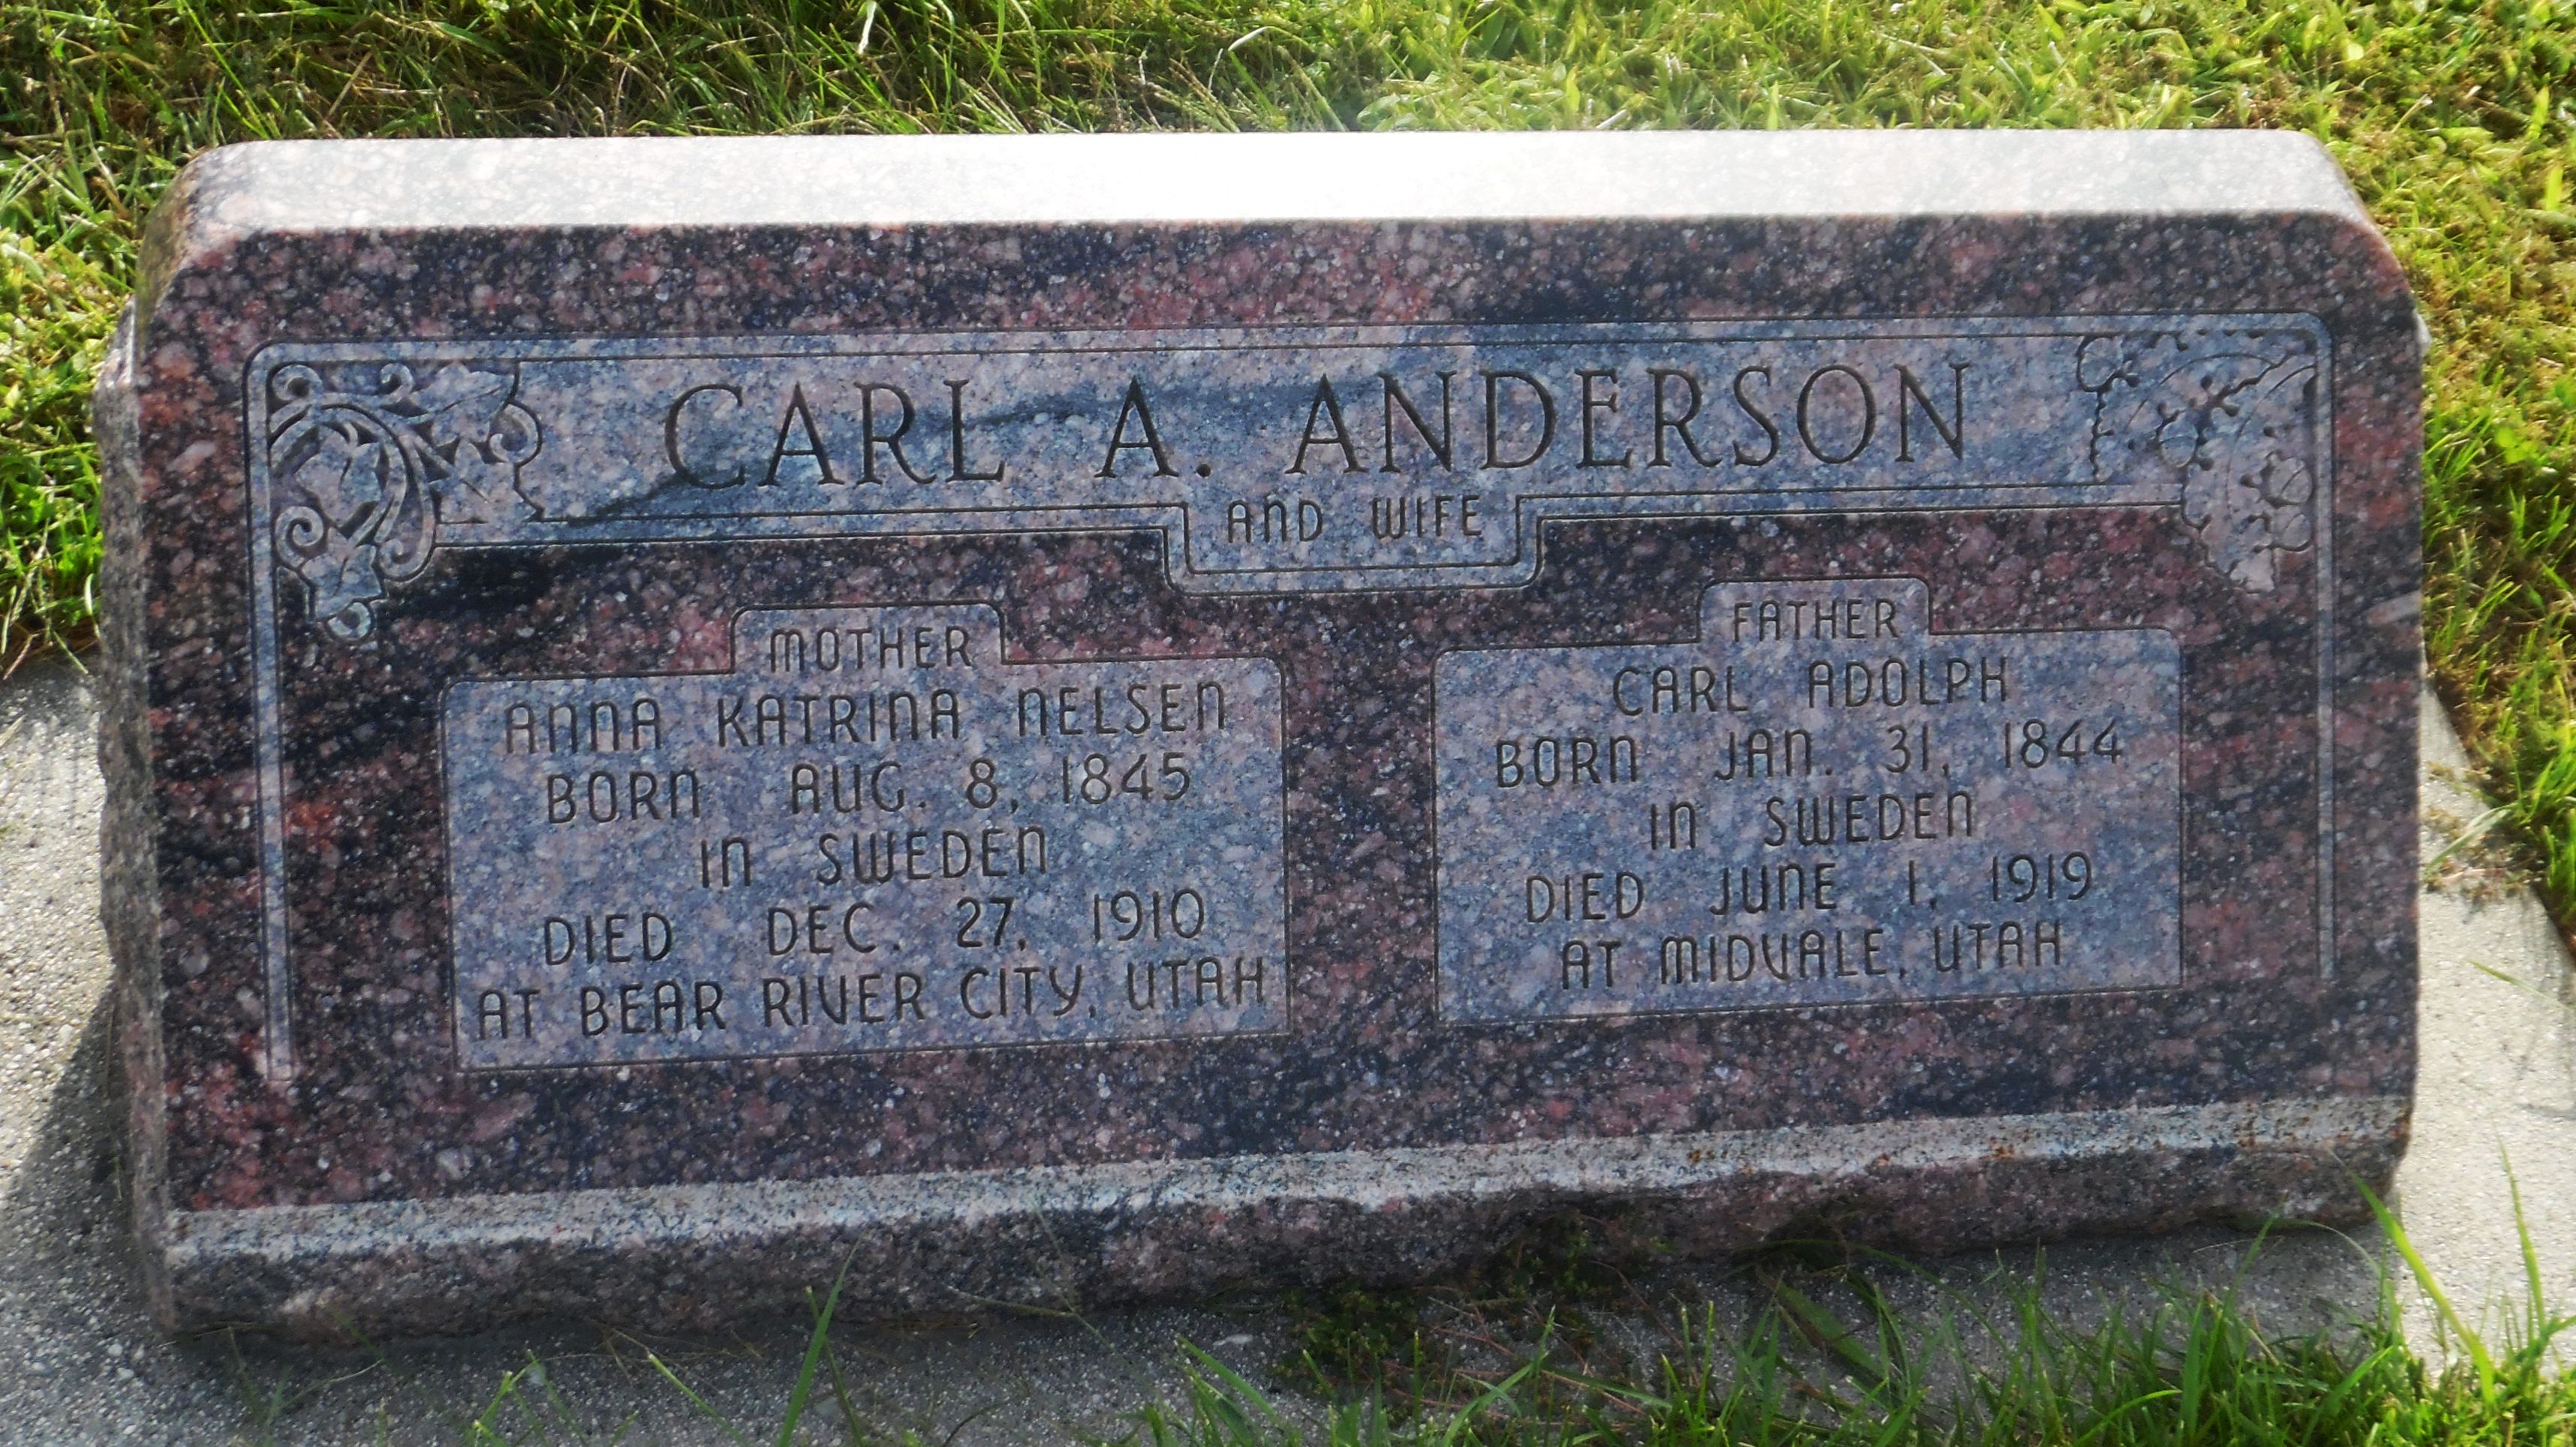 CARL A. ANDERSON
AND WIFE
MOTHER
ANNA KATRINA NELSEN
BORN AUG. 8, 1845
IN SWEDEN
DIED DEC. 27, 1910
AT BEAR RIVER CITY, UTAH
FATHER
CARL ADOLPH
BORN JAN. 31, 1844
IN SWEDEN
DIED JUNE 1, 1919
AT MIDVALE, UTAH